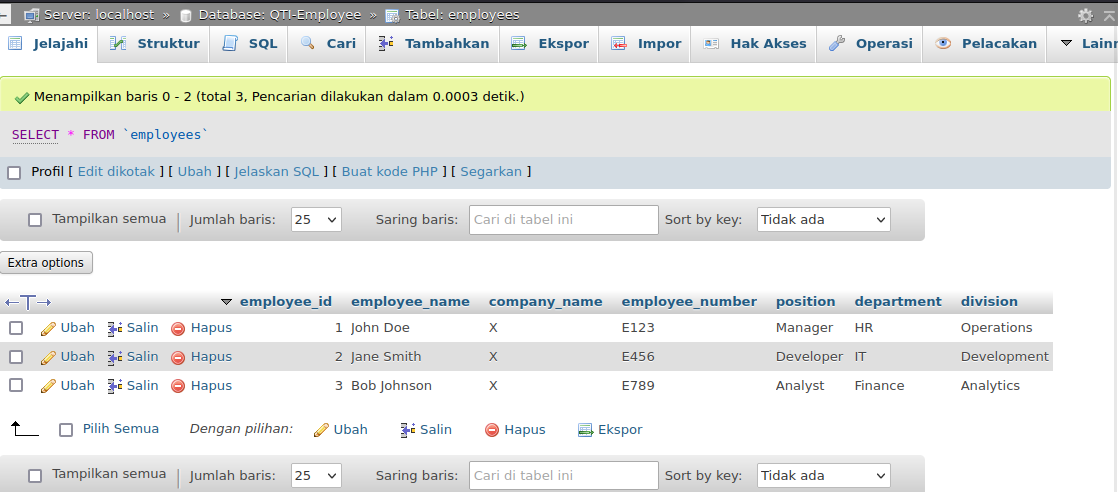 Server: localhost » Database: QTI-Employee » Tabel: employees
Jelajahi Struktur SQL Cari Tambahkan Ekspor Impor Hak Akses Operasi Pelacakan
Menampilkan baris 0 - 2 (total 3, Pencarian dilakukan dalam 0.0003 detik.)
SELECT * FROM `employees`
Profil [ Edit dikotak ] [ Ubah ] [ Jelaskan SQL ] [ Buat kode PHP ] [ Segarkan ]
Tampilkan semua | Jumlah baris: 25 Saring baris: Cari di tabel ini Sort by key: Tidak ada
Extra options
employee_id employee_name company_name employee_number position department division
Ubah Salin Hapus 1 John Doe X E123 Manager HR Operations
Ubah Salin Hapus 2 Jane Smith X E456 Developer IT Development
Ubah Salin Hapus 3 Bob Johnson X E789 Analyst Finance Analytics
Pilih Semua Dengan pilihan: Ubah Salin Hapus Ekspor
Tampilkan semua | Jumlah baris: 25 Saring baris: Cari di tabel ini Sort by key: Tidak ada